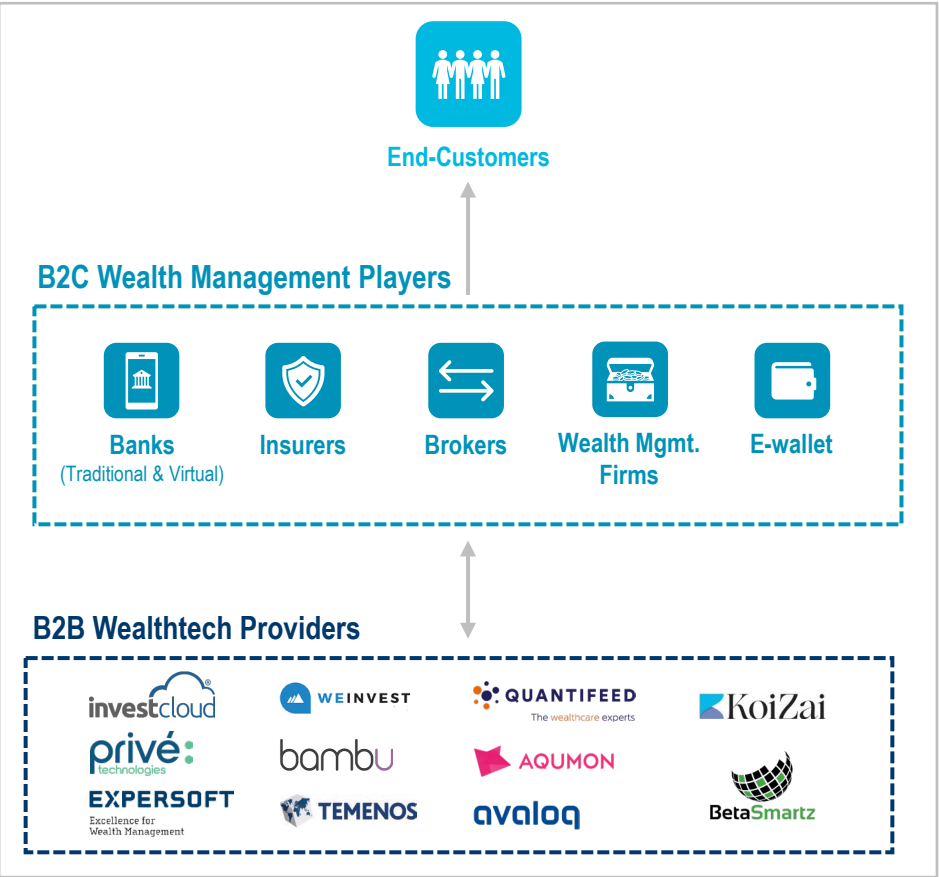 End-Customers
B2C Wealth Management Players
Banks
(Traditional & Virtual)
Insurers
Brokers
Wealth Mgmt.
Firms
E-wallet
B2B Wealthtech Providers
investcloud®
WEINVEST
QUANTIFEED
The wealthcare experts
KoiZai
privé:
technologies
bambu
AQUMON
BetaSmartz
EXPERSOFT
Excellence for
Wealth Management
TEMENOS
avaloq